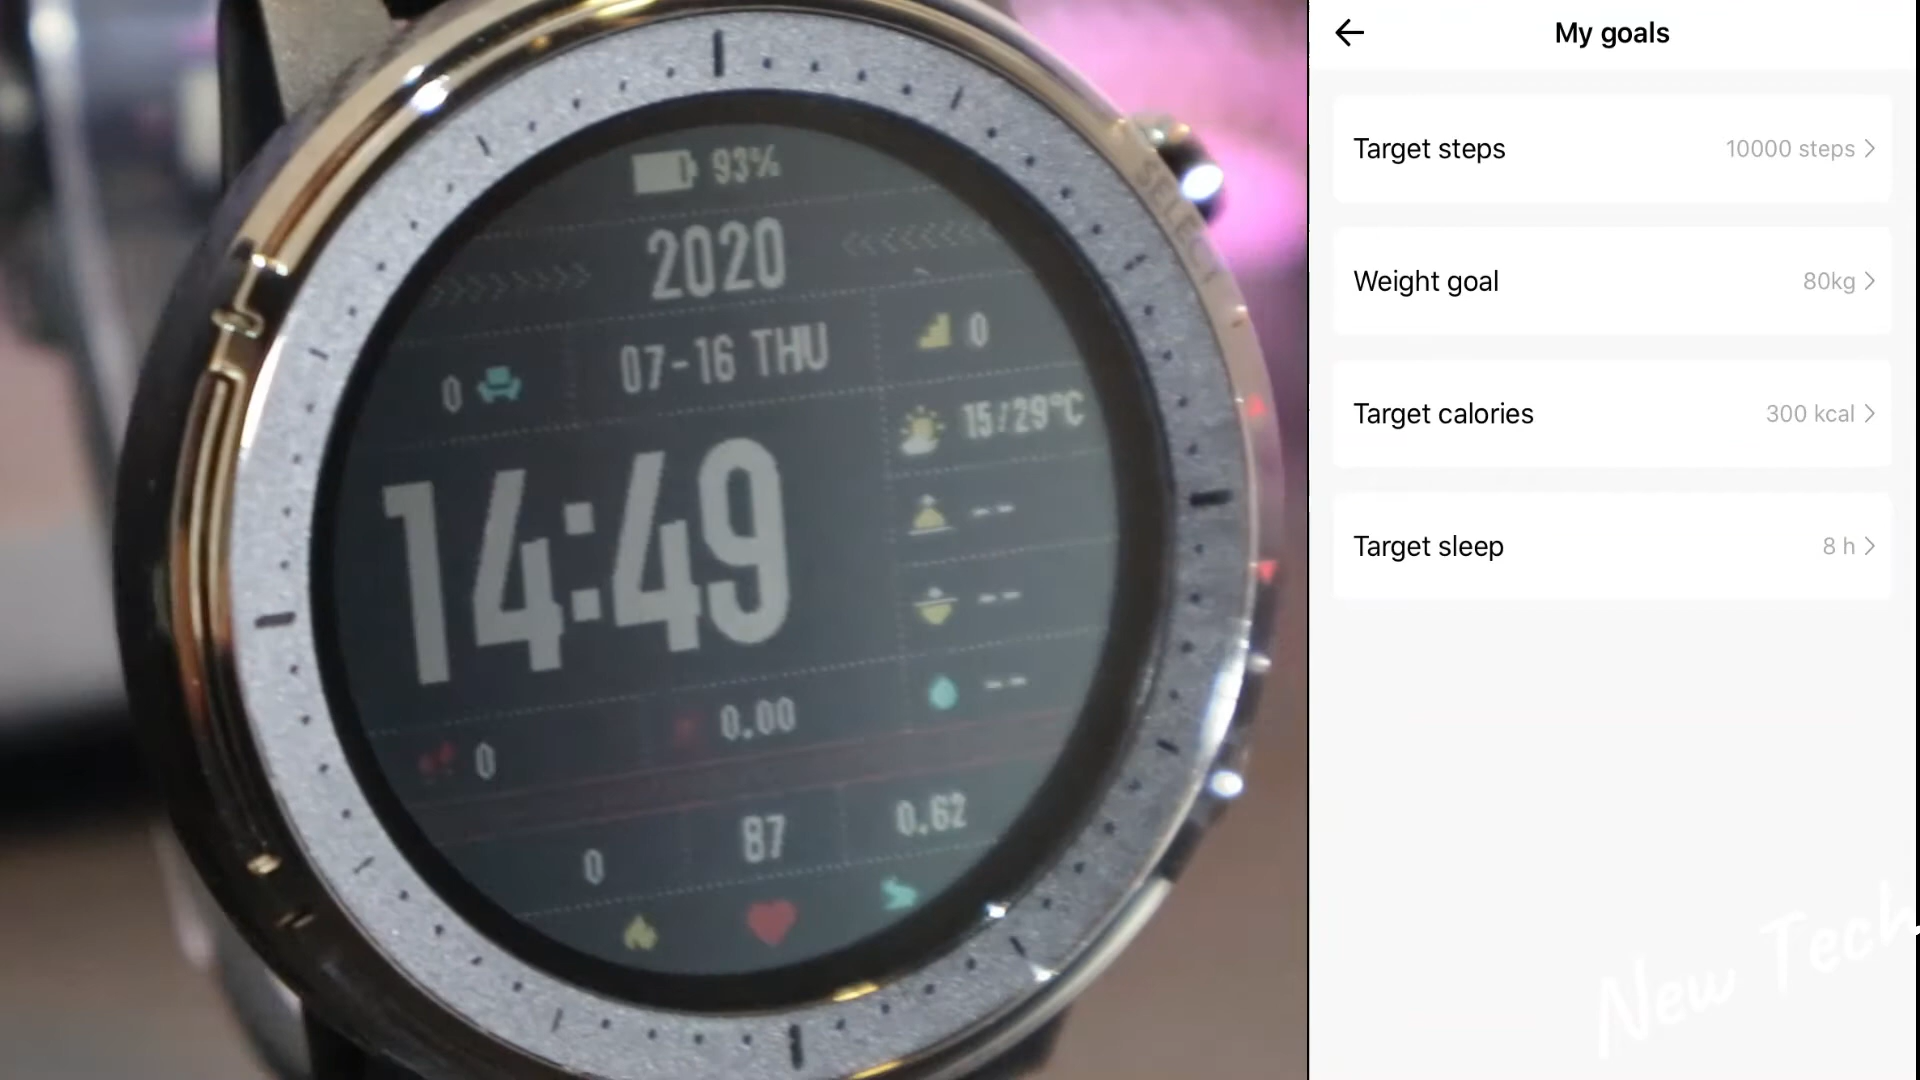 93%
2020
07-16 THU
0
0
15/29°C
14:49
--
--
--
0.00
0
0
87
0.62
SELECT
My goals
Target steps
10000 steps
Weight goal
80kg
Target calories
300 kcal
Target sleep
8 h
New Tech